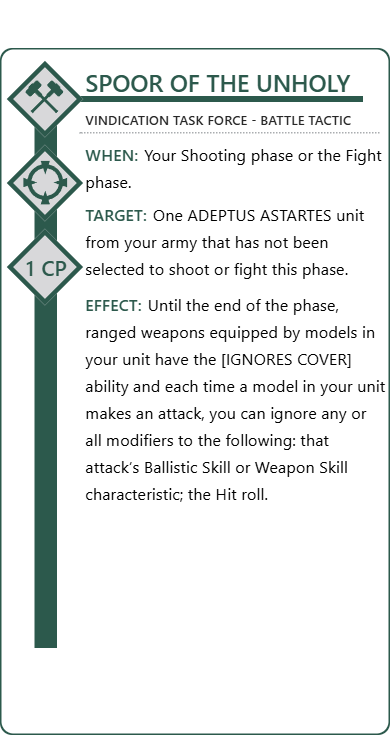 SPOOR OF THE UNHOLY
VINDICATION TASK FORCE - BATTLE TACTIC
WHEN: Your Shooting phase or the Fight
phase.
TARGET: One ADEPTUS ASTARTES unit
from your army that has not been
selected to shoot or fight this phase.
1 CP
EFFECT: Until the end of the phase,
ranged weapons equipped by models in
your unit have the [IGNORES COVER]
ability and each time a model in your unit
makes an attack, you can ignore any or
all modifiers to the following: that
attack's Ballistic Skill or Weapon Skill
characteristic; the Hit roll.